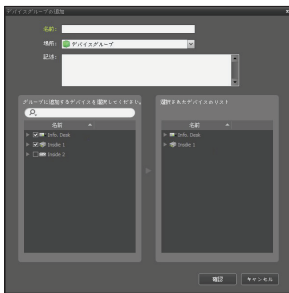 デバイスグループの追加
名前:
場所: デバイスグループ
記述:
グループに追加するデバイスを選択してください。
名前
Info. Desk
Inside 1
Inside 2
選択されたデバイスのリスト
名前
Info. Desk
Inside 1
確認
キャンセル